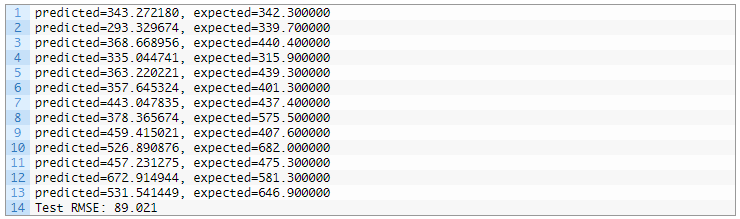 1 predicted=343.272180, expected=342.300000
2 predicted=293.329674, expected=339.700000
3 predicted=368.668956, expected=440.400000
4 predicted=335.044741, expected=315.900000
5 predicted=363.220221, expected=439.300000
6 predicted=357.645324, expected=401.300000
7 predicted=443.047835, expected=437.400000
8 predicted=378.365674, expected=575.500000
9 predicted=459.415021, expected=407.600000
10 predicted=526.890876, expected=682.000000
11 predicted=457.231275, expected=475.300000
12 predicted=672.914944, expected=581.300000
13 predicted=531.541449, expected=646.900000
14 Test RMSE: 89.021